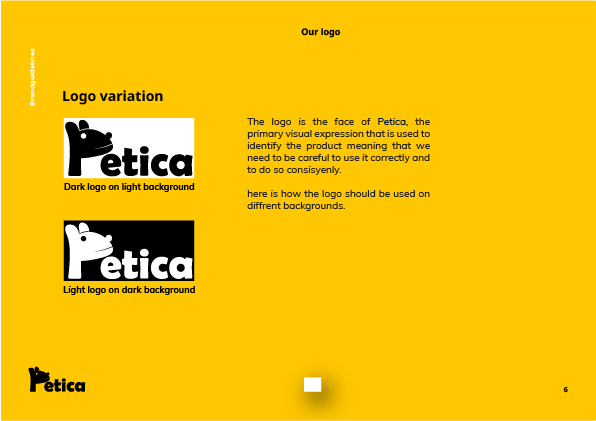 Our logo
Brandguidelines
Logo variation
Petica
Dark logo on light background
Petica
Light logo on dark background
The logo is the face of Petica, the
primary visual expression that is used to
identify the product meaning that we
need to be careful to use it correctly and
to do so consisyenly.
here is how the logo should be used on
diffrent backgrounds.
Petica
6